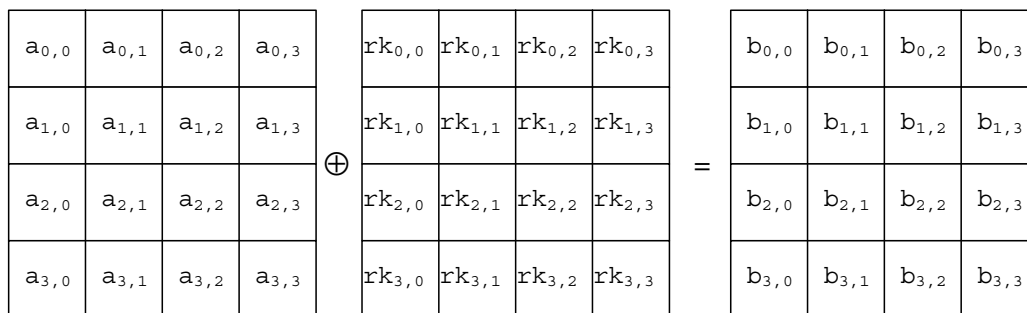 a0,0 a0,1 a0,2 a0,3 rk0,0 rk0,1 rk0,2 rk0,3 b0,0 b0,1 b0,2 b0,3
a1,0 a1,1 a1,2 a1,3 rk1,0 rk1,1 rk1,2 rk1,3 b1,0 b1,1 b1,2 b1,3
⊕ =
a2,0 a2,1 a2,2 a2,3 rk2,0 rk2,1 rk2,2 rk2,3 b2,0 b2,1 b2,2 b2,3
a3,0 a3,1 a3,2 a3,3 rk3,0 rk3,1 rk3,2 rk3,3 b3,0 b3,1 b3,2 b3,3